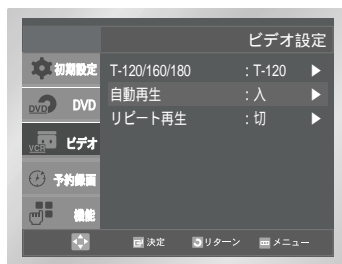 ビデオ設定
初期設定
T-120/160/180 : T-120 ▶
自動再生 : 入 ▶
DVD DVD
リピート再生 : 切 ▶
VCR ビデオ
予約録画
機能
決定 リターン メニュー